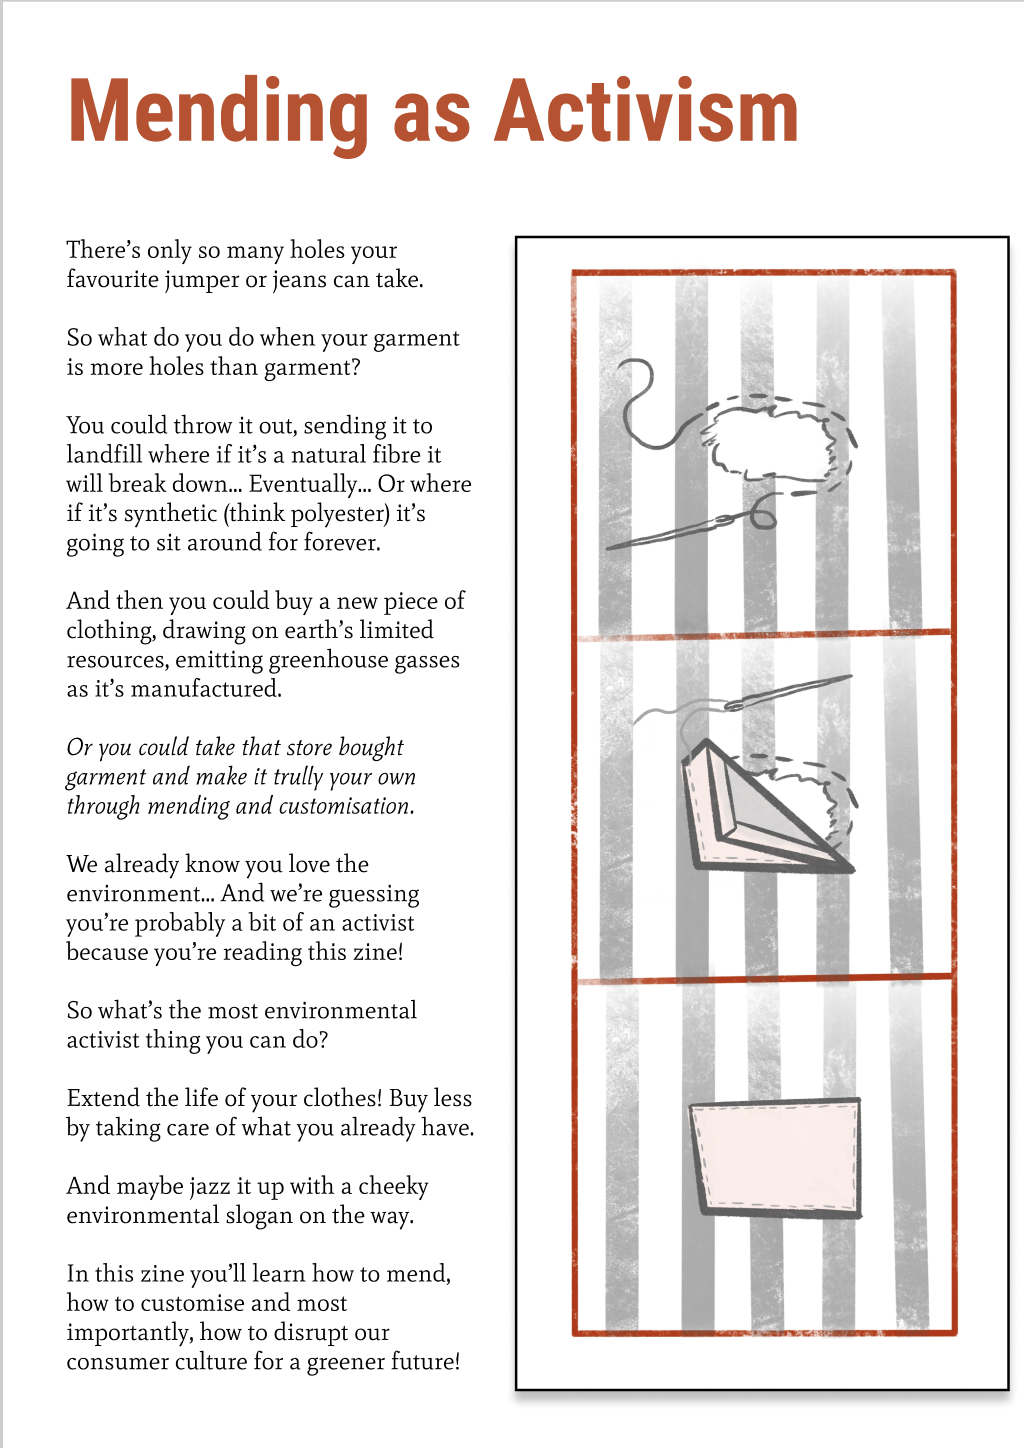 Mending as Activism
There's only so many holes your
favourite jumper or jeans can take.
So what do you do when your garment
is more holes than garment?
You could throw it out, sending it to
landfill where if it's a natural fibre it
will break down... Eventually... Or where
if it's synthetic (think polyester) it's
going to sit around for forever.
And then you could buy a new piece of
clothing, drawing on earth's limited
resources, emitting greenhouse gasses
as it's manufactured.
Or you could take that store bought
garment and make it trully your own
through mending and customisation.
We already know you love the
environment... And we're guessing
you're probably a bit of an activist
because you're reading this zine!
So what's the most environmental
activist thing you can do?
Extend the life of your clothes! Buy less
by taking care of what you already have.
And maybe jazz it up with a cheeky
environmental slogan on the way.
In this zine you'll learn how to mend,
how to customise and most
importantly, how to disrupt our
consumer culture for a greener future!